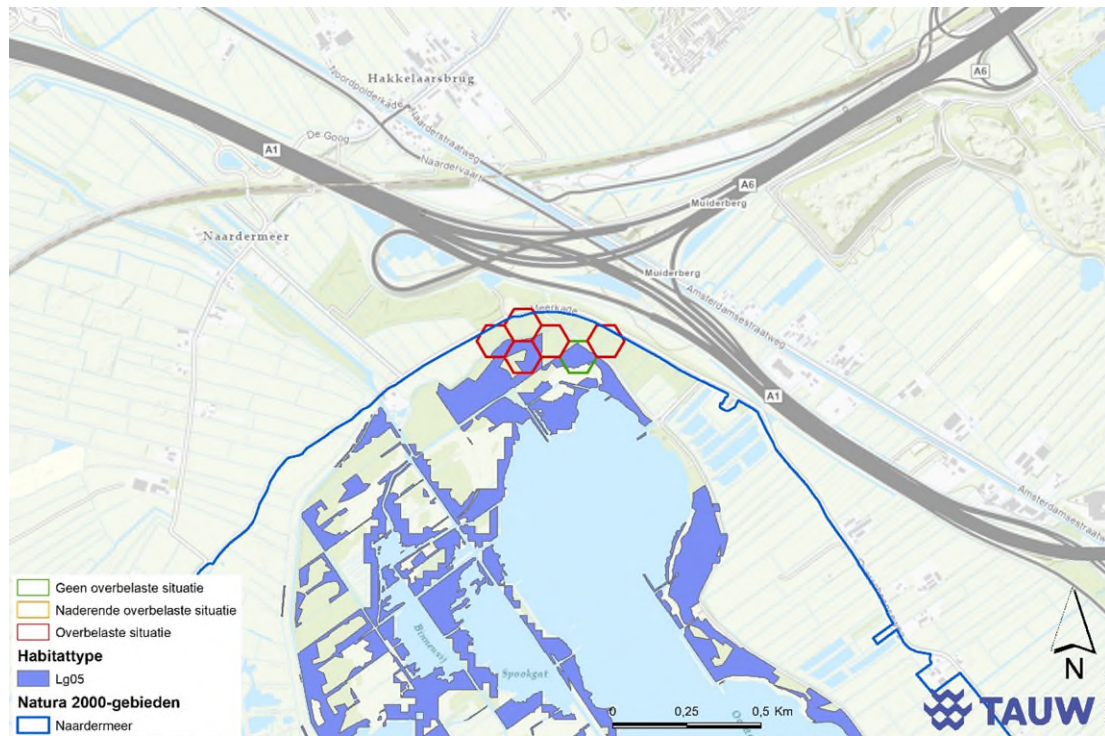 A6
Hakkelaarsbrug
Noordpolderkade
Naarderstraatweg
De Goog
A1
Naardervaart
A6
Muiderberg
Naardermeer
Muiderberg
Amsterdamsestraatweg
Meerkade
A1
Geen overbelaste situatie
Naderende overbelaste situatie
Overbelaste situatie
Habitattype
Lg05
Natura 2000-gebieden
Naardermeer
Spookgat
0 0,25 0,5 Km
N
TAUW